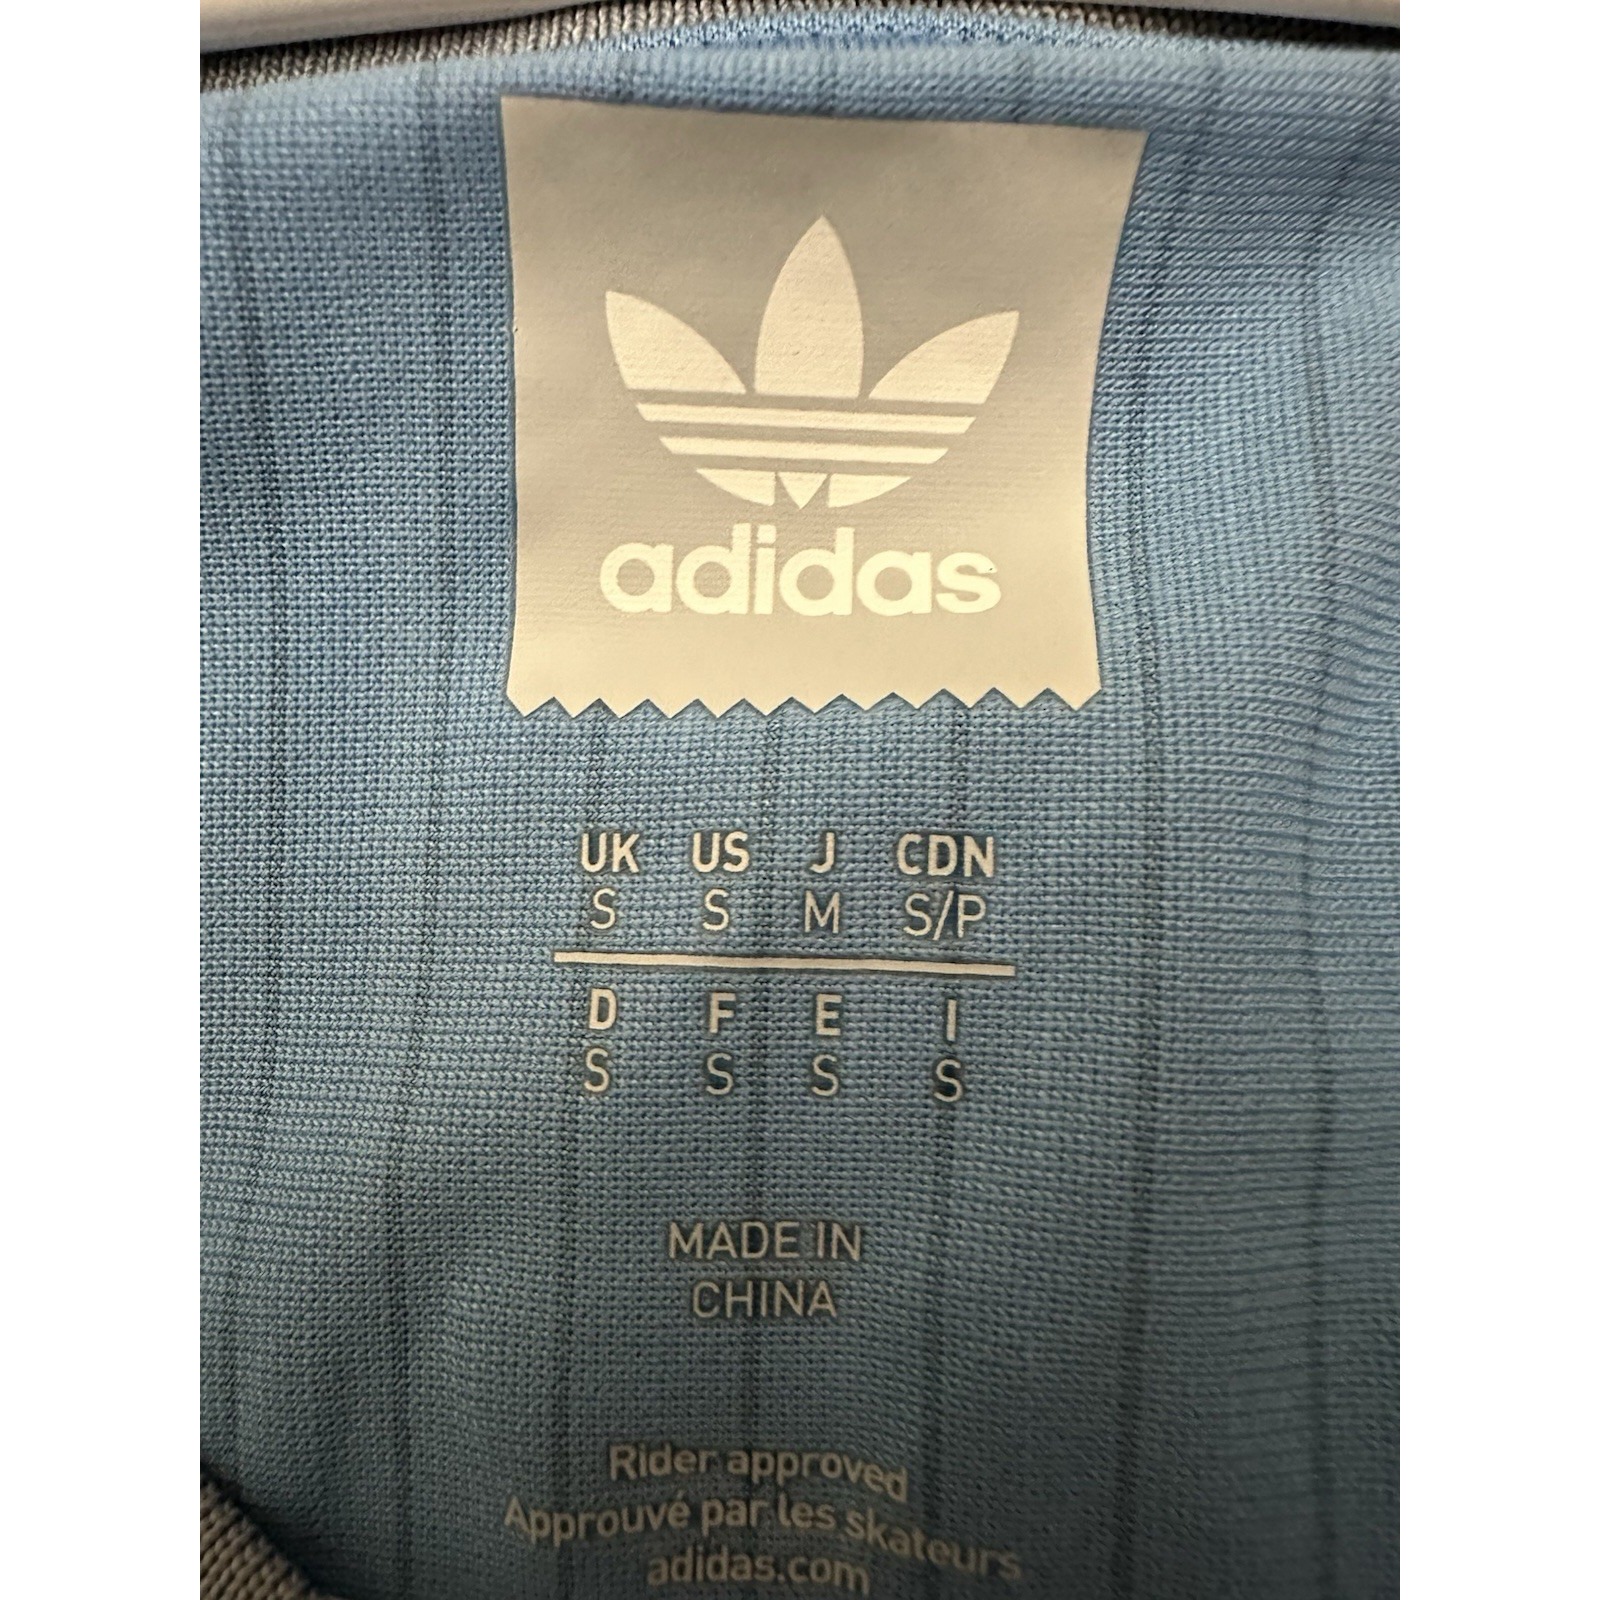 adidas
UK US J CDN
S S M S/P
D F E I
S S S S
MADE IN
CHINA
Rider approved
Approuvé par les skateurs
adidas.com